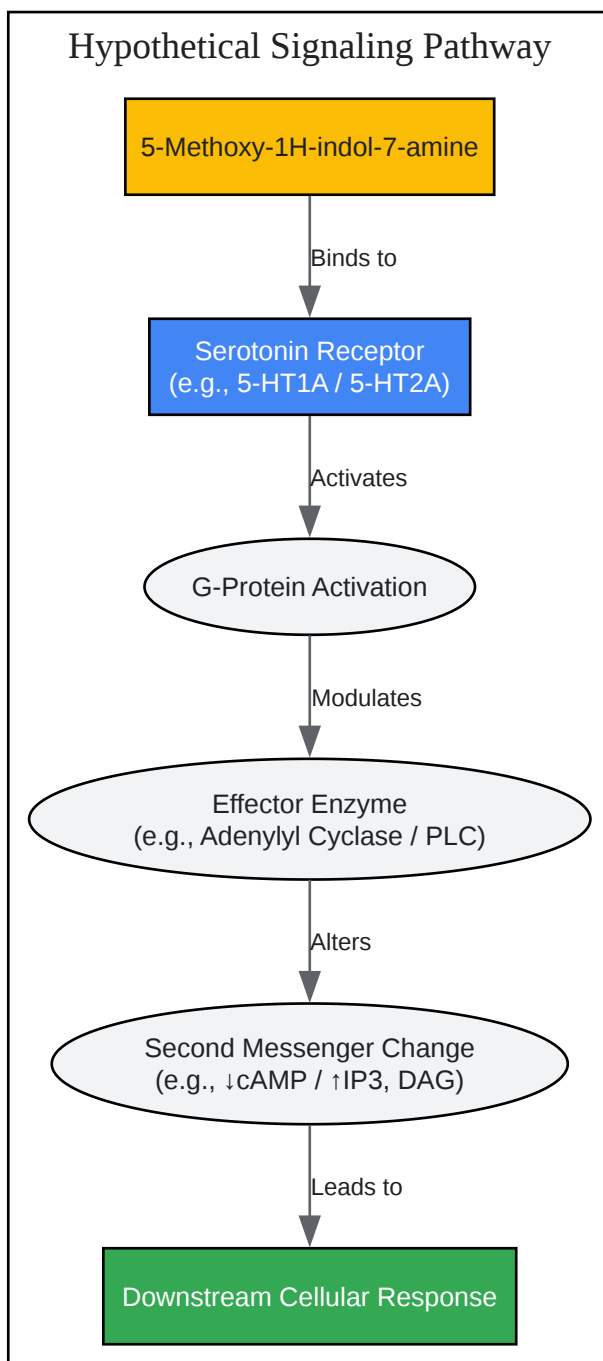 Hypothetical Signaling Pathway
5-Methoxy-1H-indol-7-amine
Binds to
Serotonin Receptor
(e.g., 5-HT1A / 5-HT2A)
Activates
G-Protein Activation
Modulates
Effector Enzyme
(e.g., Adenylyl Cyclase / PLC)
Alters
Second Messenger Change
(e.g., ↓cAMP / ↑IP3, DAG)
Leads to
Downstream Cellular Response